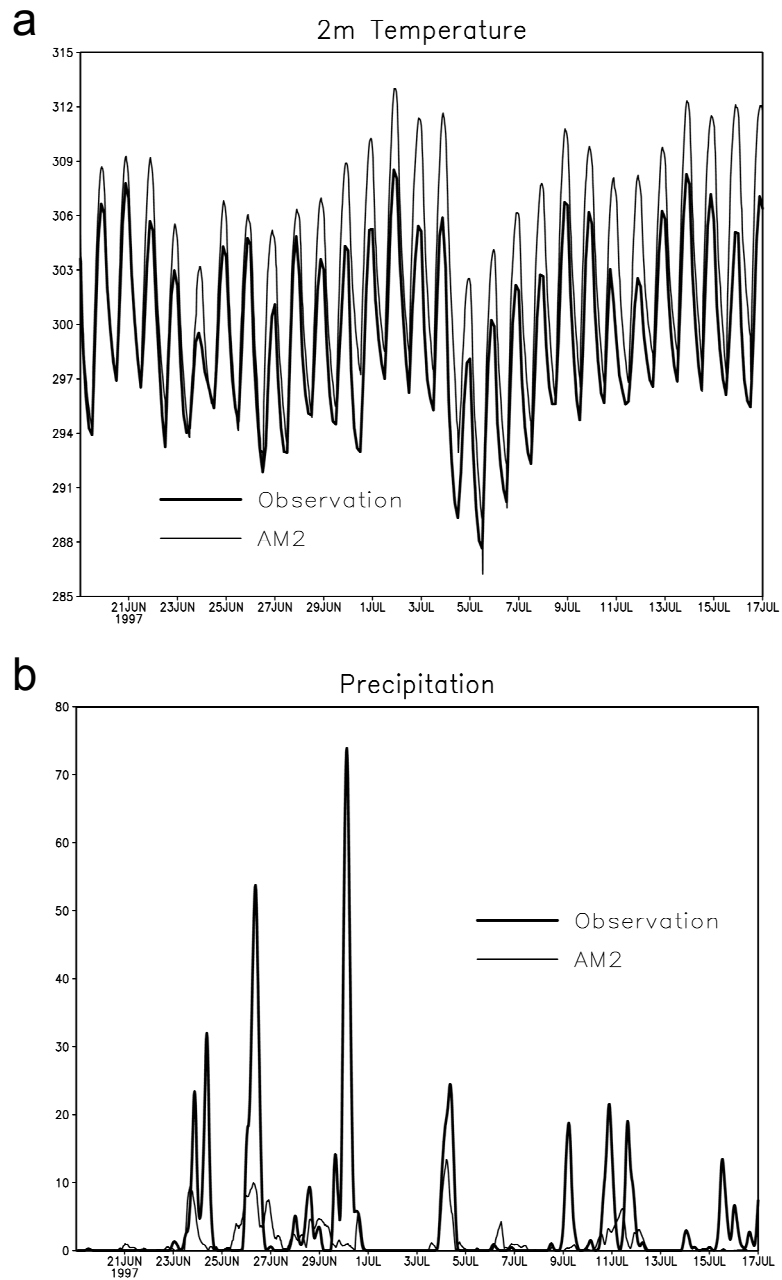 a
2m Temperature
315
312
309
306
303
300
297
294
291
288
285
Observation
AM2
21JUN 23JUN 25JUN 27JUN 29JUN 1JUL 3JUL 5JUL 7JUL 9JUL 11JUL 13JUL 15JUL 17JUL
1997
b
Precipitation
80
70
60
50
40
30
20
10
0
Observation
AM2
21JUN 23JUN 25JUN 27JUN 29JUN 1JUL 3JUL 5JUL 7JUL 9JUL 11JUL 13JUL 15JUL 17JUL
1997